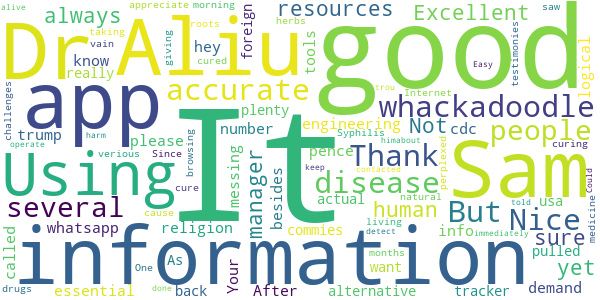 alive appreciate morning herbs
always resources Excellent saw
roots hey foreign tools testimonies Easy
Dr Aliu good
taking vain know cured really giving
logical
challenges app accurate whackadoodle
Internet
trump please plenty engineering Not cdc people
number pence Thank
operate harm verious Since browsing messing Syphilis himabout curing
Using It Sam
manager besides disease perplexed trou
several cure actual human But Nice Could
keep natural medicine
whatsapp religion commies info usa sure
called cause living contacted told detect immediately
information
As Your want months pulled yet
drugs One essential done back After alternative tracker demand